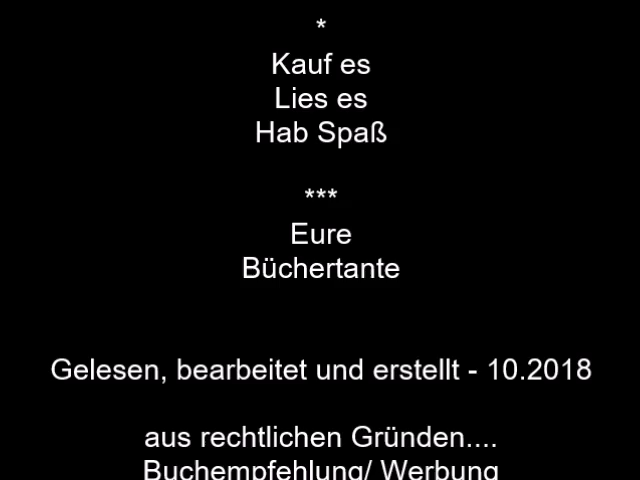 *
Kauf es
Lies es
Hab Spaß
***
Eure
Büchertante
Gelesen, bearbeitet und erstellt - 10.2018
aus rechtlichen Gründen....
Buchempfehlung/ Werbung